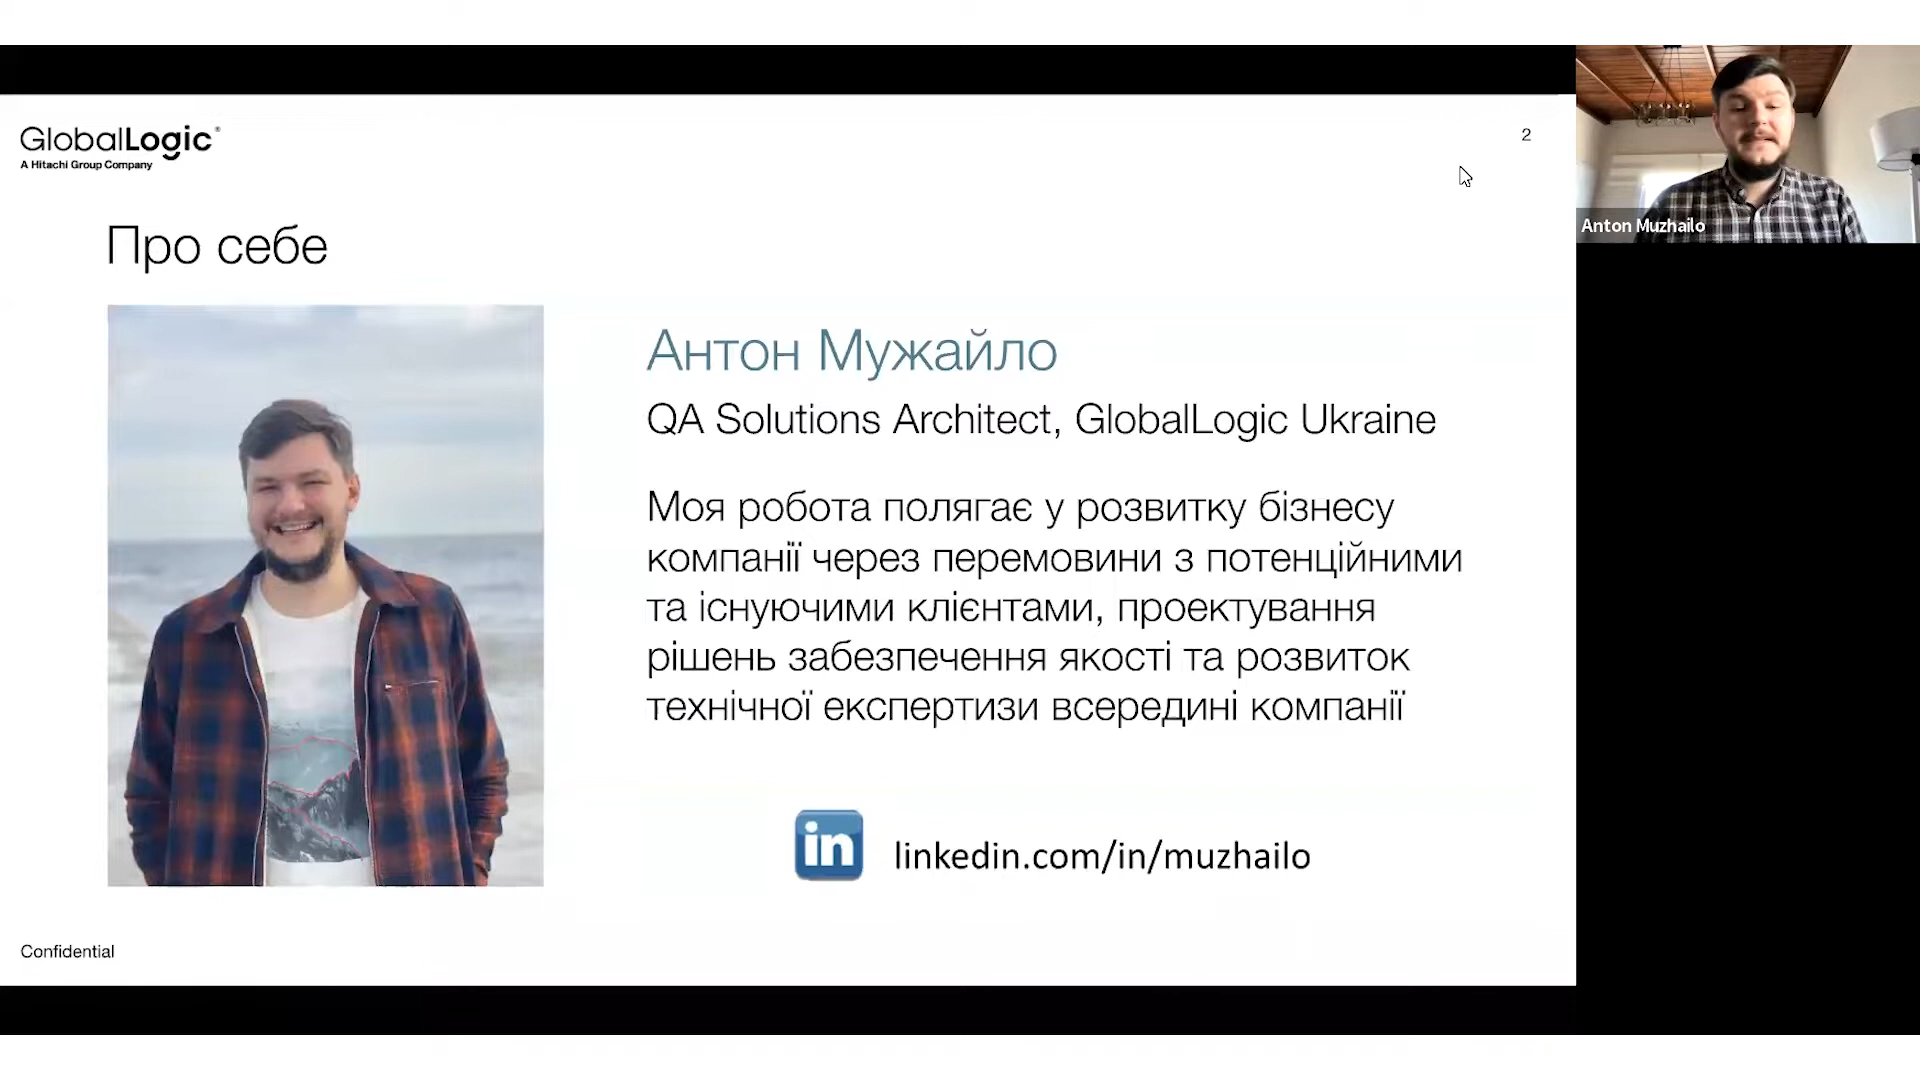 GlobalLogic®
A Hitachi Group Company
2
Anton Muzhailo
Про себе
Антон Мужайло
QA Solutions Architect, GlobalLogic Ukraine
Моя робота полягає у розвитку бізнесу
компанії через перемовини з потенційними
та існуючими клієнтами, проектування
рішень забезпечення якості та розвиток
технічної експертизи всередині компанії
in
linkedin.com/in/muzhailo
Confidential